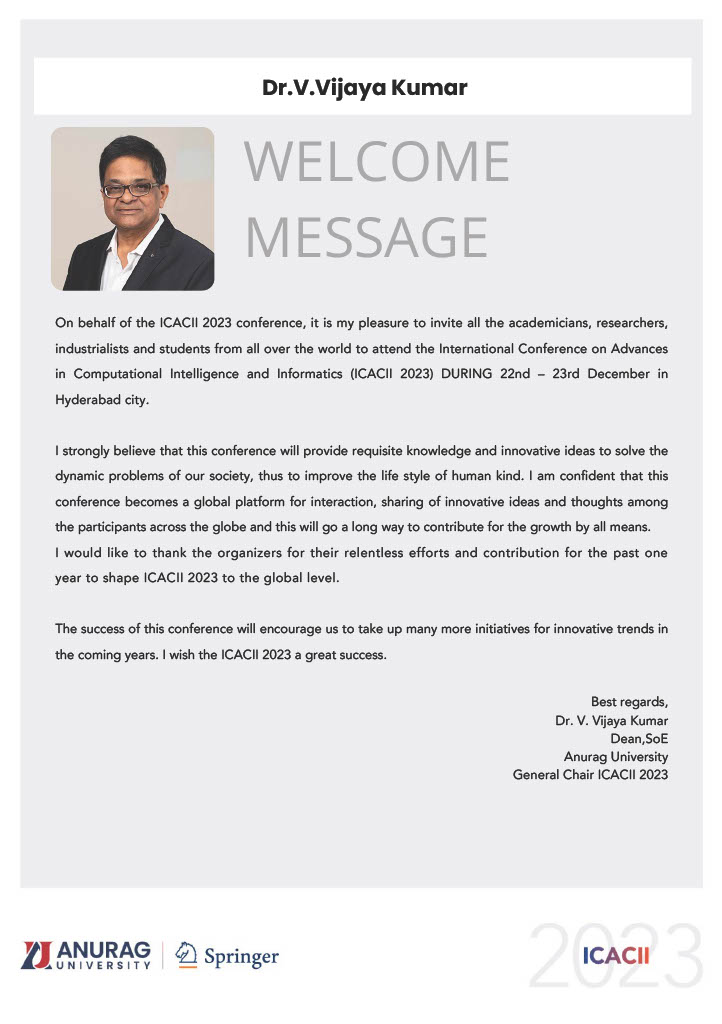 Dr.V.Vijaya Kumar
WELCOME
MESSAGE
On behalf of the ICACII 2023 conference, it is my pleasure to invite all the academicians, researchers,
industrialists and students from all over the world to attend the International Conference on Advances
in Computational Intelligence and Informatics (ICACII 2023) DURING 22nd – 23rd December in
Hyderabad city.
I strongly believe that this conference will provide requisite knowledge and innovative ideas to solve the
dynamic problems of our society, thus to improve the life style of human kind. I am confident that this
conference becomes a global platform for interaction, sharing of innovative ideas and thoughts among
the participants across the globe and this will go a long way to contribute for the growth by all means.
I would like to thank the organizers for their relentless efforts and contribution for the past one
year to shape ICACII 2023 to the global level.
The success of this conference will encourage us to take up many more initiatives for innovative trends in
the coming years. I wish the ICACII 2023 a great success.
Best regards,
Dr. V. Vijaya Kumar
Dean,SoE
Anurag University
General Chair ICACII 2023
ANURAG
UNIVERSITY
Springer
2023
ICACII